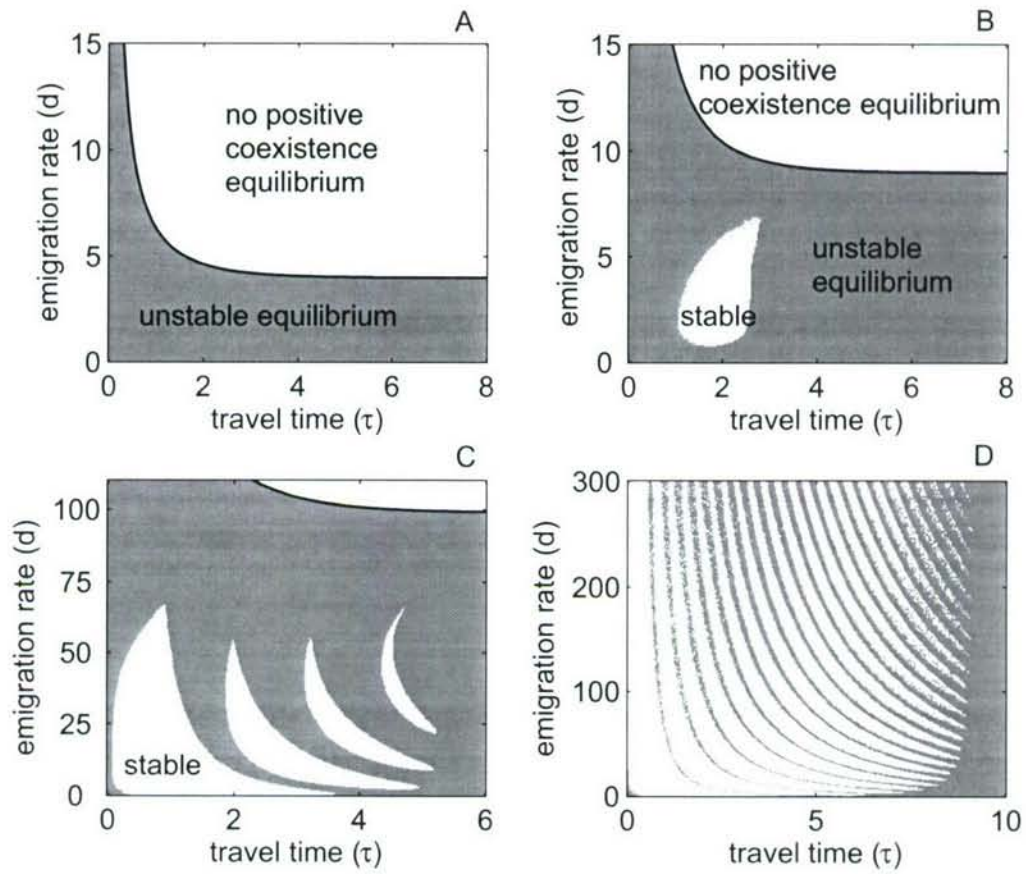 A
15
10
5
0
emigration rate (d)
no positive
coexistence
equilibrium
unstable equilibrium
0
2
4
6
8
travel time (τ)
B
15
10
5
0
emigration rate (d)
no positive
coexistence equilibrium
unstable
equilibrium
stable
0
2
4
6
8
travel time (τ)
C
100
75
50
25
0
emigration rate (d)
stable
0
2
4
6
travel time (τ)
D
300
200
100
0
emigration rate (d)
0
5
10
travel time (τ)